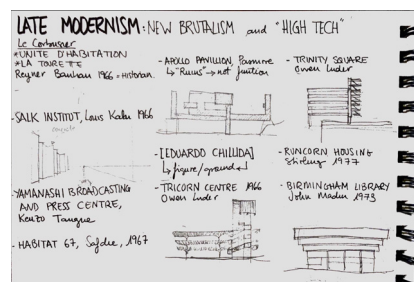 LATE MODERNISM: NEW BRUTALISM and "HIGH TECH"
Le Corbusier
*UNITE D'HABITATION
*LA TOURETTE
Reyner Banham 1966 = Historian.
-SALK INSTITUT, Louis Kahn 1966
-YAMANASHI BROADCASTING
AND PRESS CENTRE,
Kenzo Tangue
-HABITAT 67, Safdie, 1967
-APOLLO PAVILION, Pasmore
↳ "Ruins" → not function
-[EDUARDO CHILLIDA]
↳ figure/ground
-TRICORN CENTRE 1966
Owen Luder
-TRINITY SQUARE
Owen Luder
-RUNCORN HOUSING
Stirling 1977
-BIRMINGHAM LIBRARY
John Madin 1973